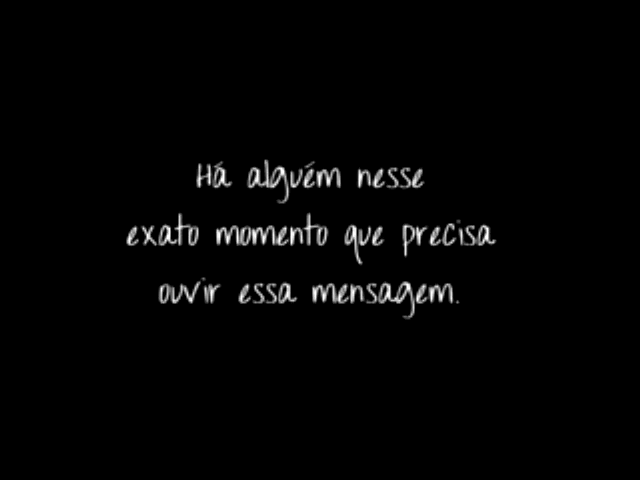 Há alguém nesse
exato momento que precisa
ouvir essa mensagem.